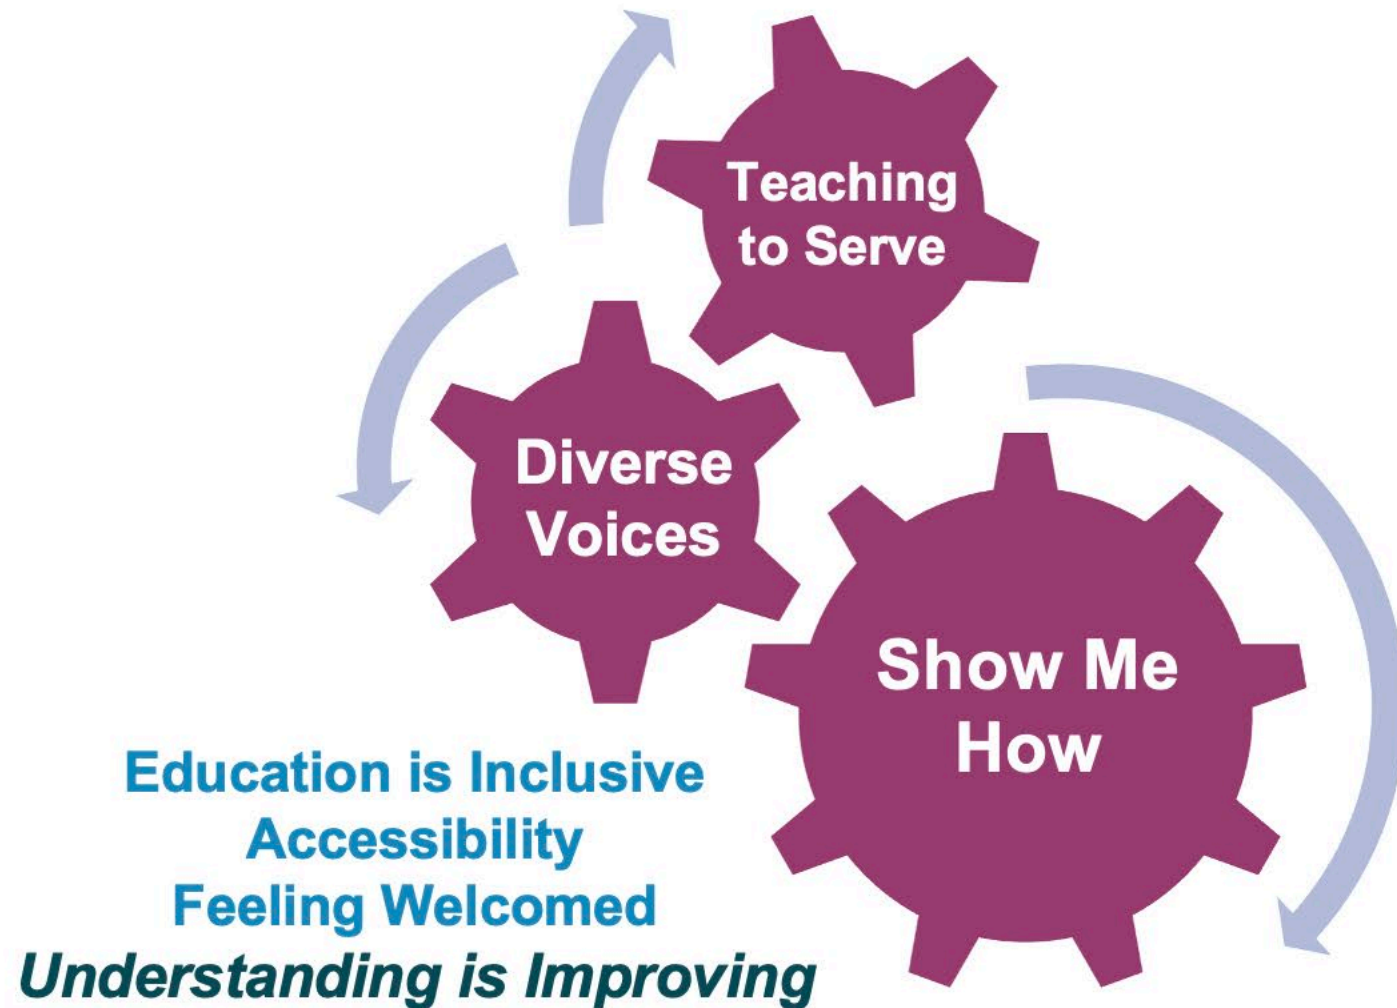 Teaching
to Serve
Diverse
Voices
Show Me
How
Education is Inclusive
Accessibility
Feeling Welcomed
Understanding is Improving